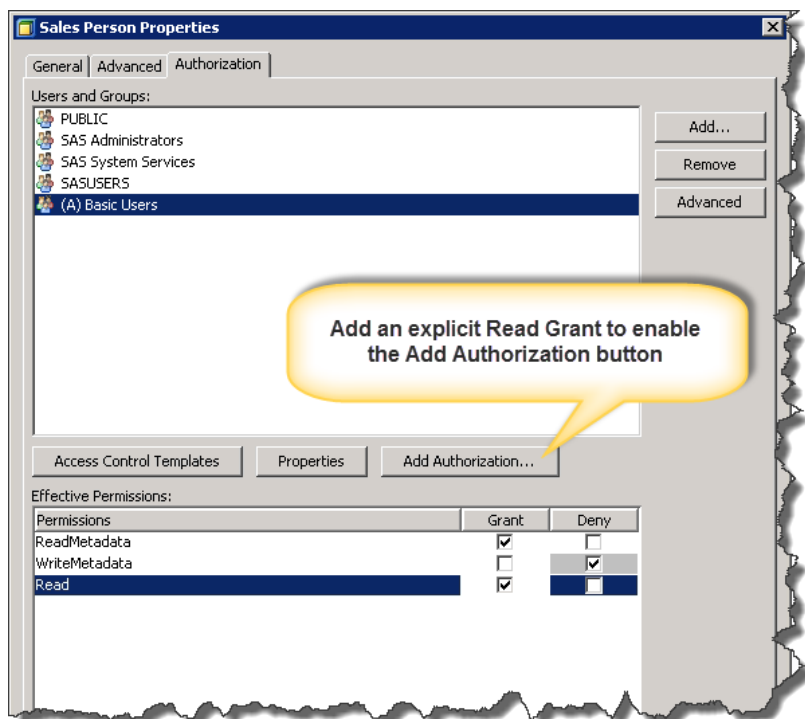 Sales Person Properties
General Advanced Authorization
Users and Groups:
PUBLIC
SAS Administrators
SAS System Services
SASUSERS
(A) Basic Users
Add...
Remove
Advanced
Add an explicit Read Grant to enable
the Add Authorization button
Access Control Templates Properties Add Authorization...
Effective Permissions:
Permissions Grant Deny
ReadMetadata
WriteMetadata
Read